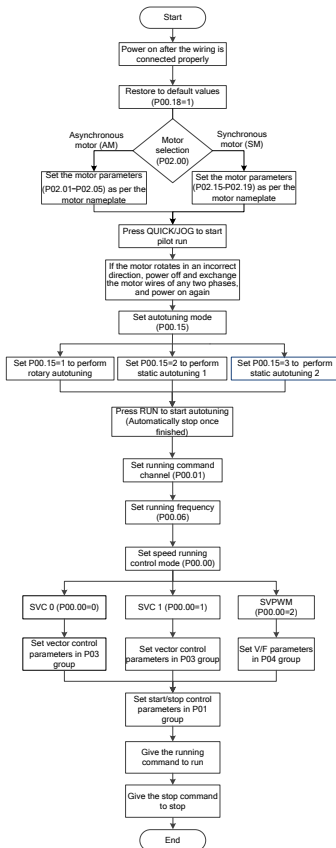 Start
Power on after the wiring is
connected properly
Restore to default values
(P00.18=1)
Asynchronous
motor (AM)
Motor
selection
(P02.00)
Synchronous
motor (SM)
Set the motor parameters
(P02.01~P02.05) as per the
motor nameplate
Set the motor parameters
(P02.15-P02.19) as per the
motor nameplate
Press QUICK/JOG to start
pilot run
If the motor rotates in an incorrect
direction, power off and exchange
the motor wires of any two phases,
and power on again
Set autotuning mode
(P00.15)
Set P00.15=1 to perform
rotary autotuning
Set P00.15=2 to perform
static autotuning 1
Set P00.15=3 to perform
static autotuning 2
Press RUN to start autotuning
(Automatically stop once
finished)
Set running command
channel (P00.01)
Set running frequency
(P00.06)
Set speed running
control mode (P00.00)
SVC 0 (P00.00=0)
SVC 1 (P00.00=1)
SVPWM
(P00.00=2)
Set vector control
parameters in P03
group
Set vector control
parameters in P03 group
Set V/F parameters
in P04 group
Set start/stop control
parameters in P01
group
Give the running
command to run
Give the stop command
to stop
End